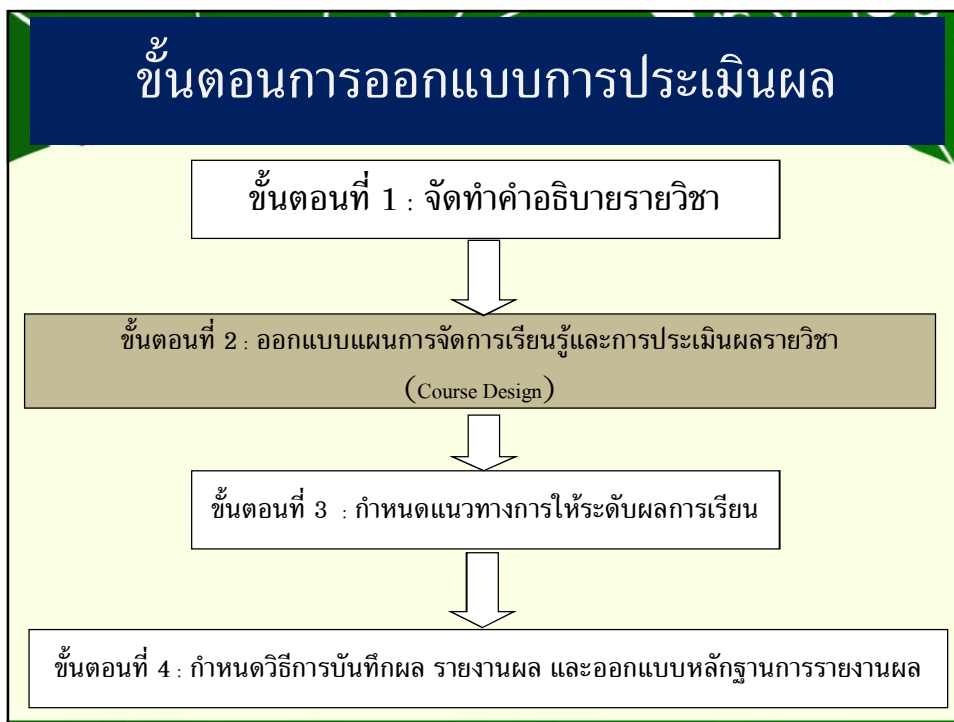 ขั้นตอนการออกแบบการประเมินผล
ขั้นตอนที่ 1 : จัดทำคำอธิบายรายวิชา
ขั้นตอนที่ 2 : ออกแบบแผนการจัดการเรียนรู้และการประเมินผลรายวิชา
(Course Design)
ขั้นตอนที่ 3 : กำหนดแนวทางการให้ระดับผลการเรียน
ขั้นตอนที่ 4 : กำหนดวิธีการบันทึกผล รายงานผล และออกแบบหลักฐานการรายงานผล